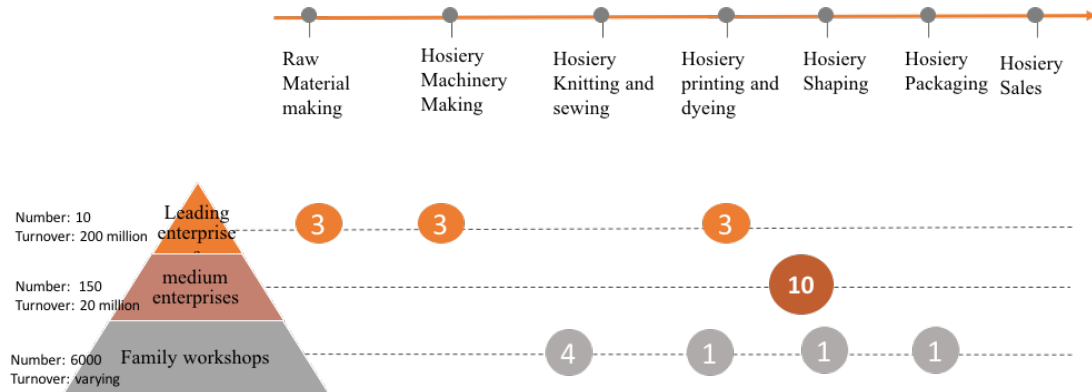 Raw
Material
making
Hosiery
Machinery
Making
Hosiery
Knitting and
sewing
Hosiery
printing and
dyeing
Hosiery
Shaping
Hosiery
Packaging
Hosiery
Sales
Number: 10
Turnover: 200 million
Leading
enterprise
s
3
3
3
Number: 150
Turnover: 20 million
medium
enterprises
10
Number: 6000
Turnover: varying
Family workshops
4
1
1
1